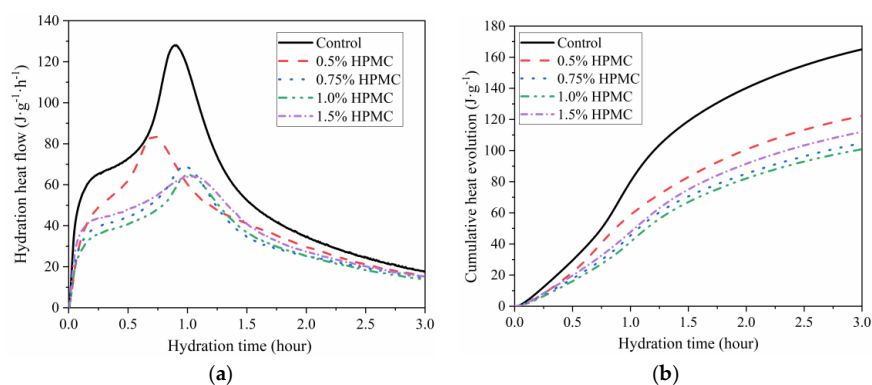 140
120
100
80
60
40
20
0
Hydration heat flow (J·g⁻¹·h⁻¹)
Control
0.5% HPMC
0.75% HPMC
1.0% HPMC
1.5% HPMC
0.0 0.5 1.0 1.5 2.0 2.5 3.0
Hydration time (hour)
(a)
180
160
140
120
100
80
60
40
20
0
Cumulative heat evolution (J·g⁻¹)
Control
0.5% HPMC
0.75% HPMC
1.0% HPMC
1.5% HPMC
0.0 0.5 1.0 1.5 2.0 2.5 3.0
Hydration time (hour)
(b)